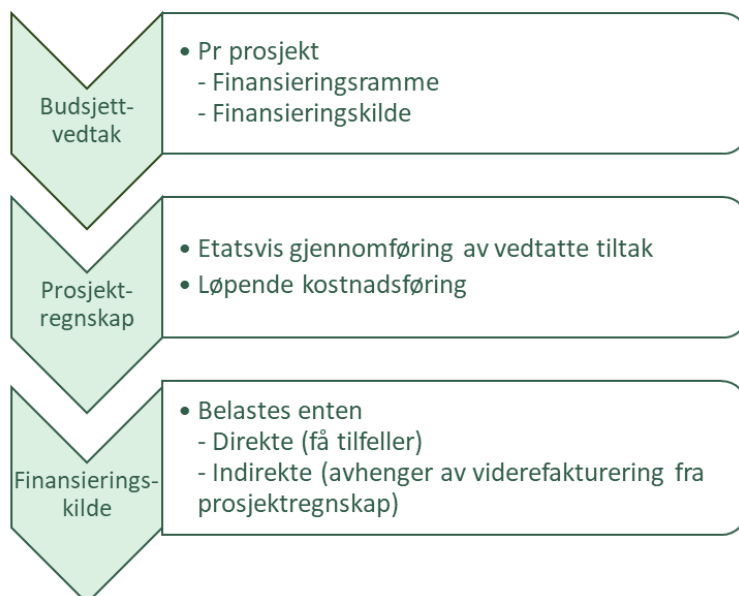 Budsjett-
vedtak
• Pr prosjekt
- Finansieringsramme
- Finansieringskilde
Prosjekt-
regnskap
• Etatsvis gjennomføring av vedtatte tiltak
• Løpende kostnadsføring
Finansierings-
kilde
• Belastes enten
- Direkte (få tilfeller)
- Indirekte (avhenger av viderefakturering fra
prosjektregnskap)